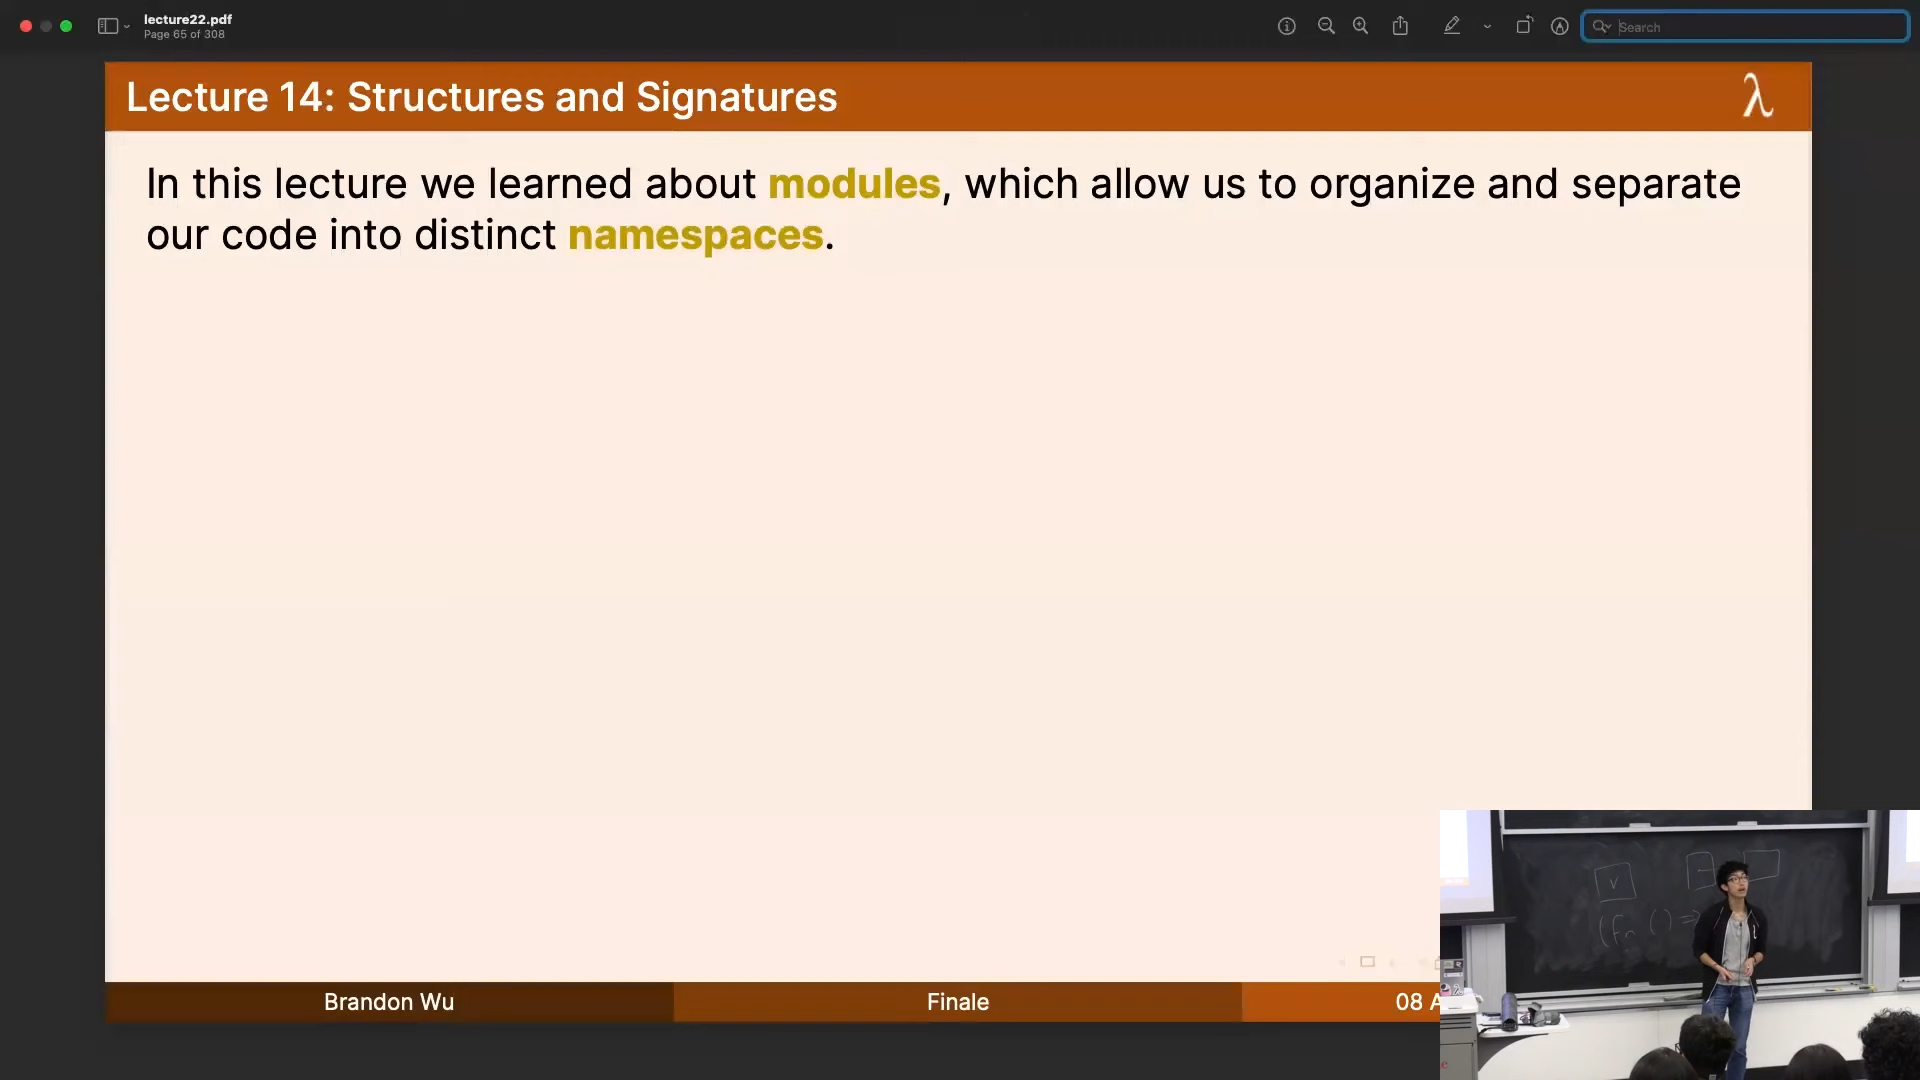 lecture22.pdf
Page 65 of 308
Search
Lecture 14: Structures and Signatures
λ
In this lecture we learned about modules, which allow us to organize and separate
our code into distinct namespaces.
v
(fn () =>
Brandon Wu
Finale
08 A